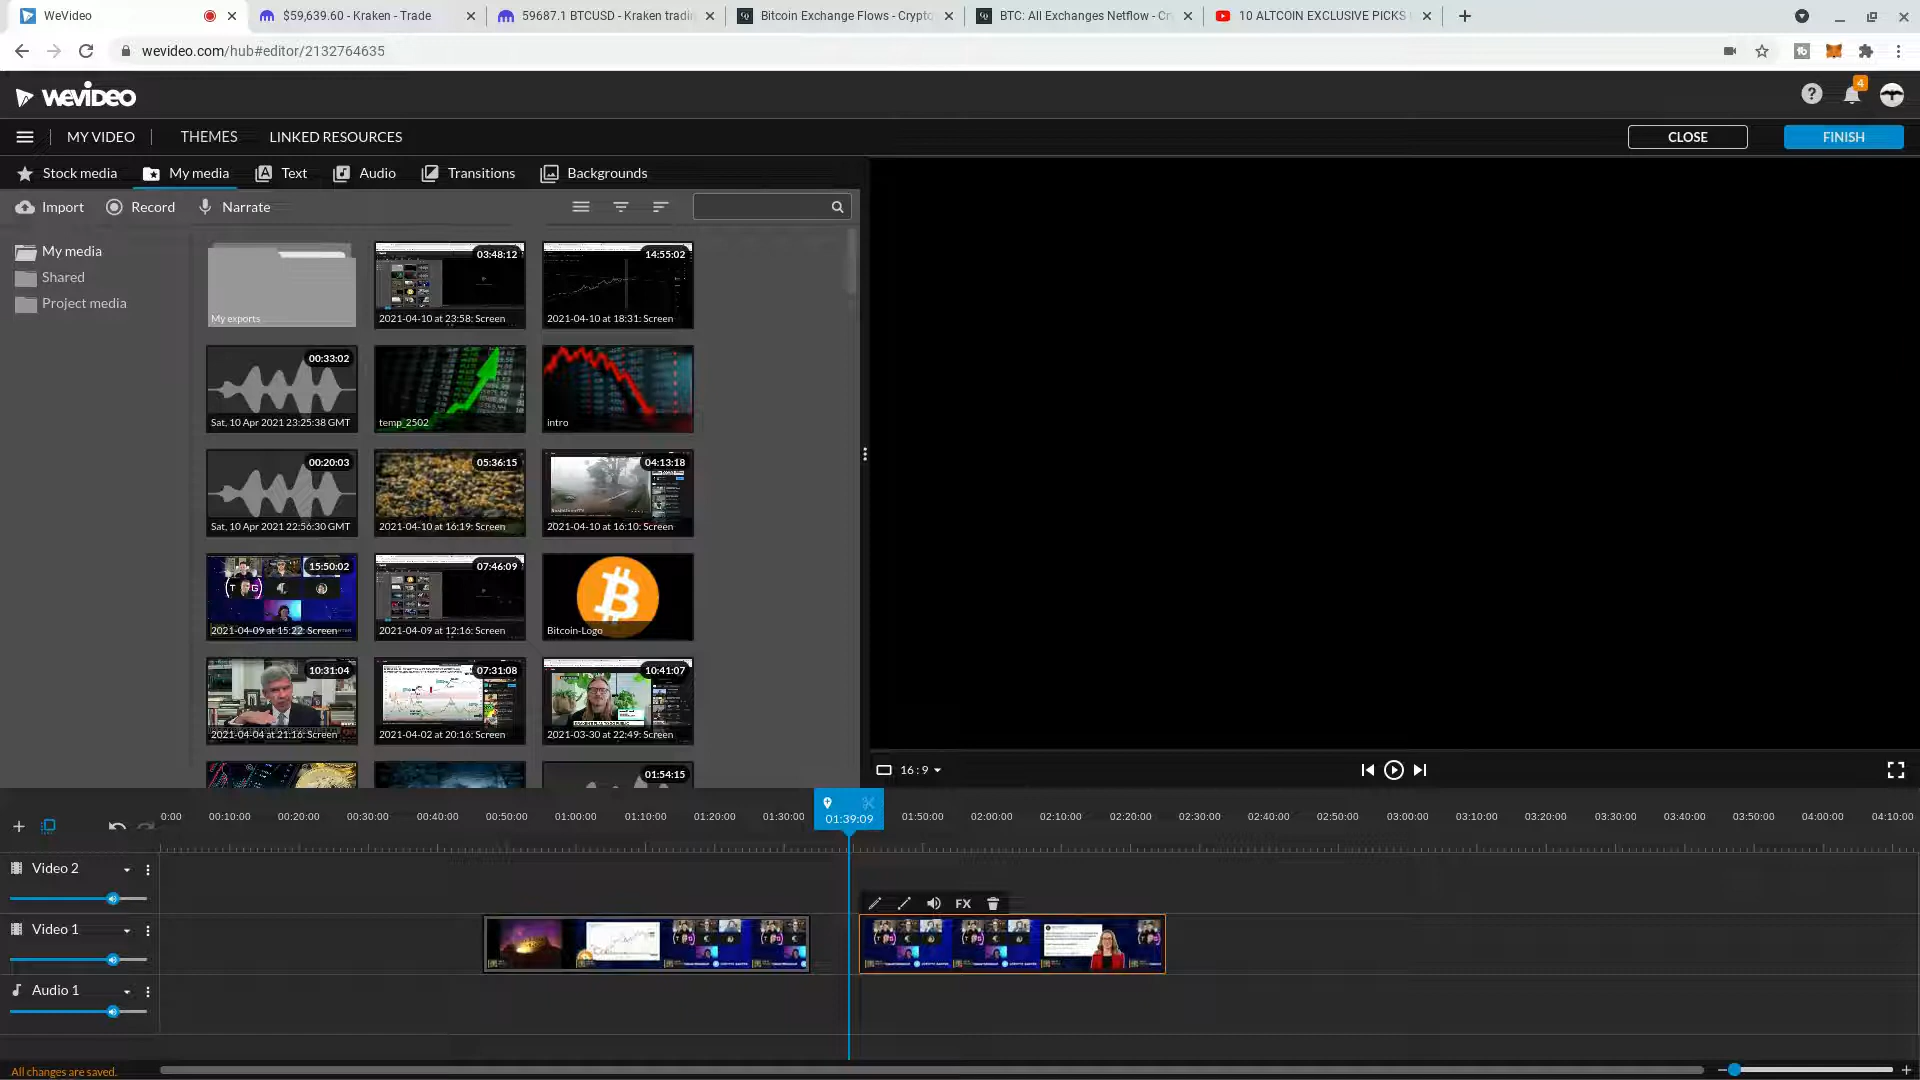 WeVideo
$59,639.60 - Kraken - Trade
59687.1 BTCUSD - Kraken tradin
Bitcoin Exchange Flows - Crypto
BTC: All Exchanges Netflow - Cr
10 ALTCOIN EXCLUSIVE PICKS
wevideo.com/hub#editor/2132764635
WEVIDEO
4
MY VIDEO
THEMES
LINKED RESOURCES
CLOSE
FINISH
Stock media
My media
Text
Audio
Transitions
Backgrounds
Import
Record
Narrate
My media
Shared
Project media
My exports
03:48:12
2021-04-10 at 23:58: Screen
14:55:02
2021-04-10 at 18:31: Screen
00:33:02
Sat, 10 Apr 2021 23:25:38 GMT
temp_2502
intro
00:20:03
Sat, 10 Apr 2021 22:56:30 GMT
05:36:15
2021-04-10 at 16:19: Screen
04:13:18
2021-04-10 at 16:10: Screen
15:50:02
2021-04-09 at 15:22: Screen
07:46:09
2021-04-09 at 12:16: Screen
Bitcoin-Logo
10:31:04
2021-04-04 at 21:16: Screen
07:31:08
2021-04-02 at 20:16: Screen
10:41:07
2021-03-30 at 22:49: Screen
01:54:15
16:9
0:00 00:10:00 00:20:00 00:30:00 00:40:00 00:50:00 01:00:00 01:10:00 01:20:00 01:30:00 01:39:09 01:50:00 02:00:00 02:10:00 02:20:00 02:30:00 02:40:00 02:50:00 03:00:00 03:10:00 03:20:00 03:30:00 03:40:00 03:50:00 04:00:00 04:10:00
Video 2
FX
Video 1
Audio 1
All changes are saved.